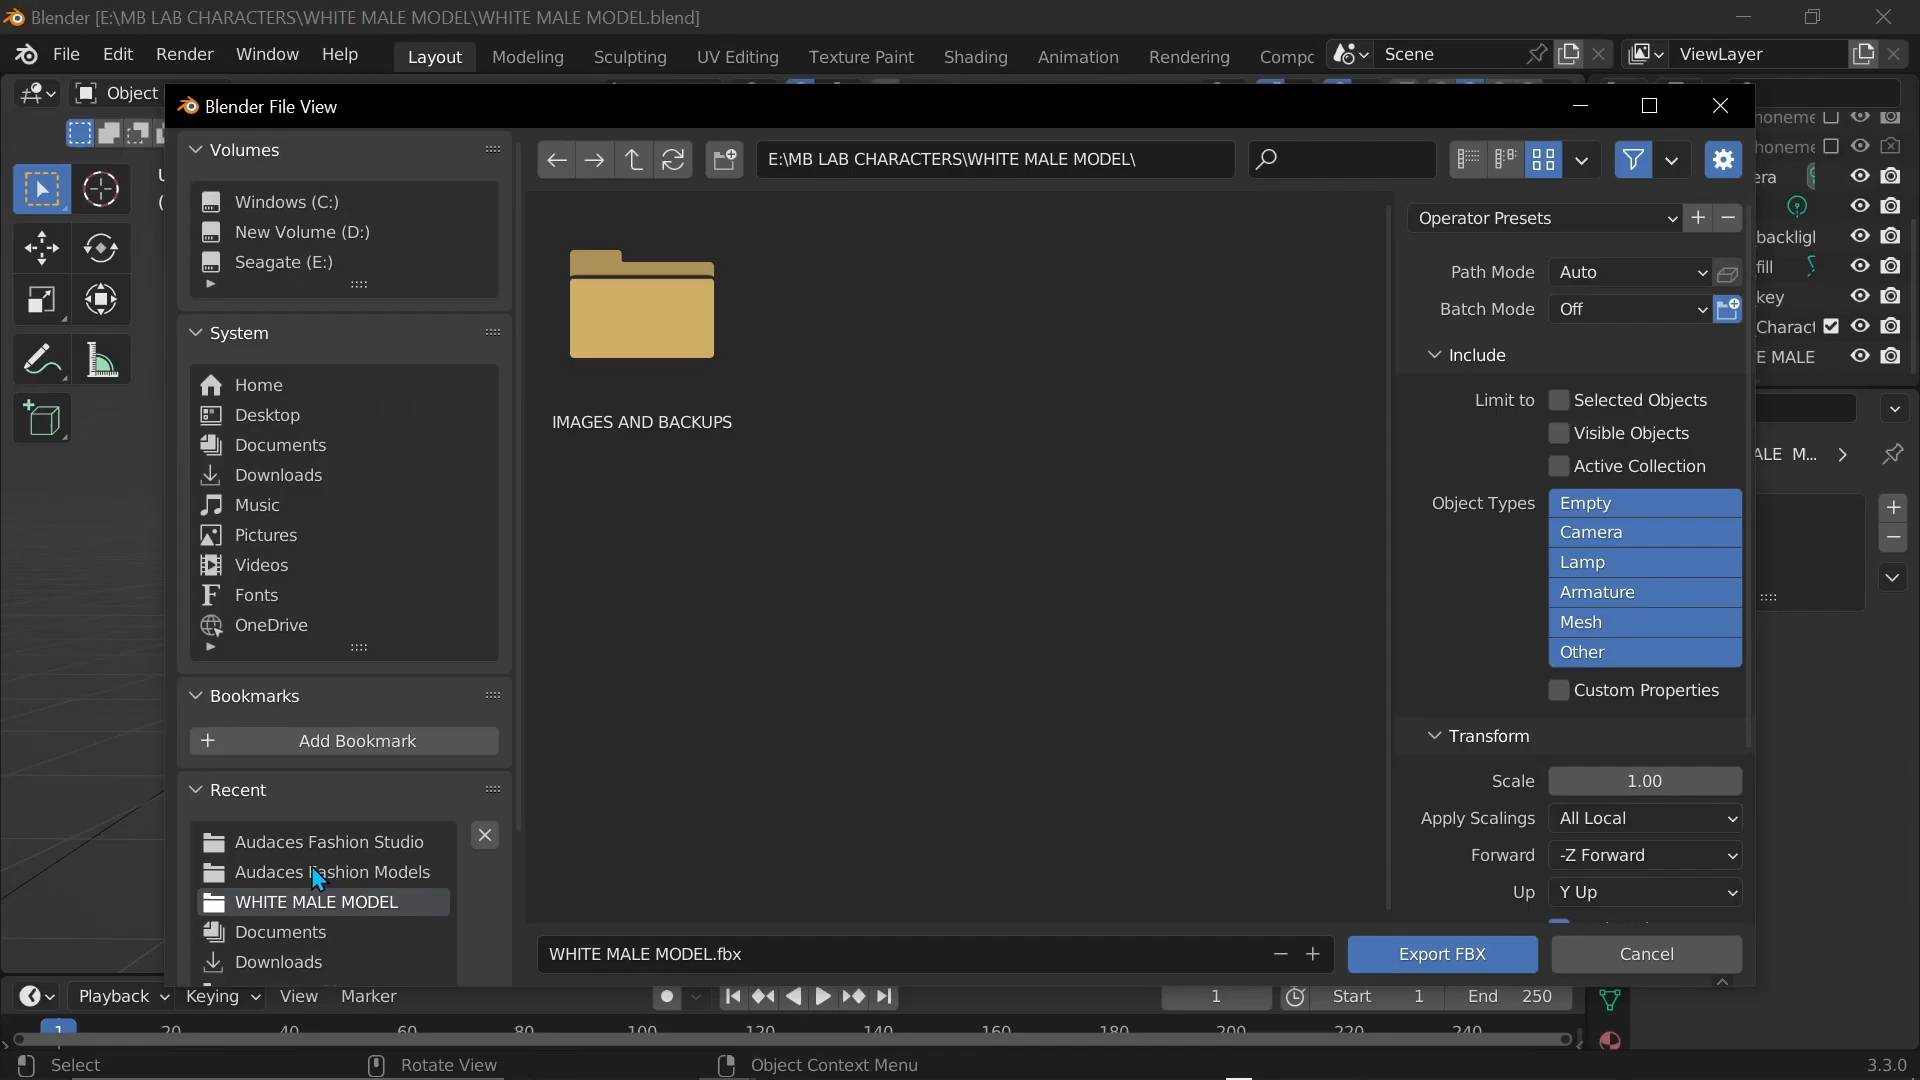 Blender [E:\MB LAB CHARACTERS\WHITE MALE MODEL\WHITE MALE MODEL.blend]
File Edit Render Window Help Layout Modeling Sculpting UV Editing Texture Paint Shading Animation Rendering Compc Scene ViewLayer
Object
Blender File View
Volumes
Windows (C:)
New Volume (D:)
Seagate (E:)
System
Home
Desktop
Documents
Downloads
Music
Pictures
Videos
Fonts
OneDrive
Bookmarks
Add Bookmark
Recent
Audaces Fashion Studio
Audaces Fashion Models
WHITE MALE MODEL
Documents
Downloads
E:\MB LAB CHARACTERS\WHITE MALE MODEL\
IMAGES AND BACKUPS
WHITE MALE MODEL.fbx
Operator Presets
Path Mode Auto
Batch Mode Off
Include
Limit to Selected Objects
Visible Objects
Active Collection
Object Types Empty
Camera
Lamp
Armature
Mesh
Other
Custom Properties
Transform
Scale 1.00
Apply Scalings All Local
Forward -Z Forward
Up Y Up
Export FBX Cancel
era
backligl
fill
key
Charact
E MALE
ALE M...
Playback Keying View Marker 1 Start 1 End 250
1 20 40 60 80 100 120 140 160 180 200 220 240
Select Rotate View Object Context Menu 3.3.0